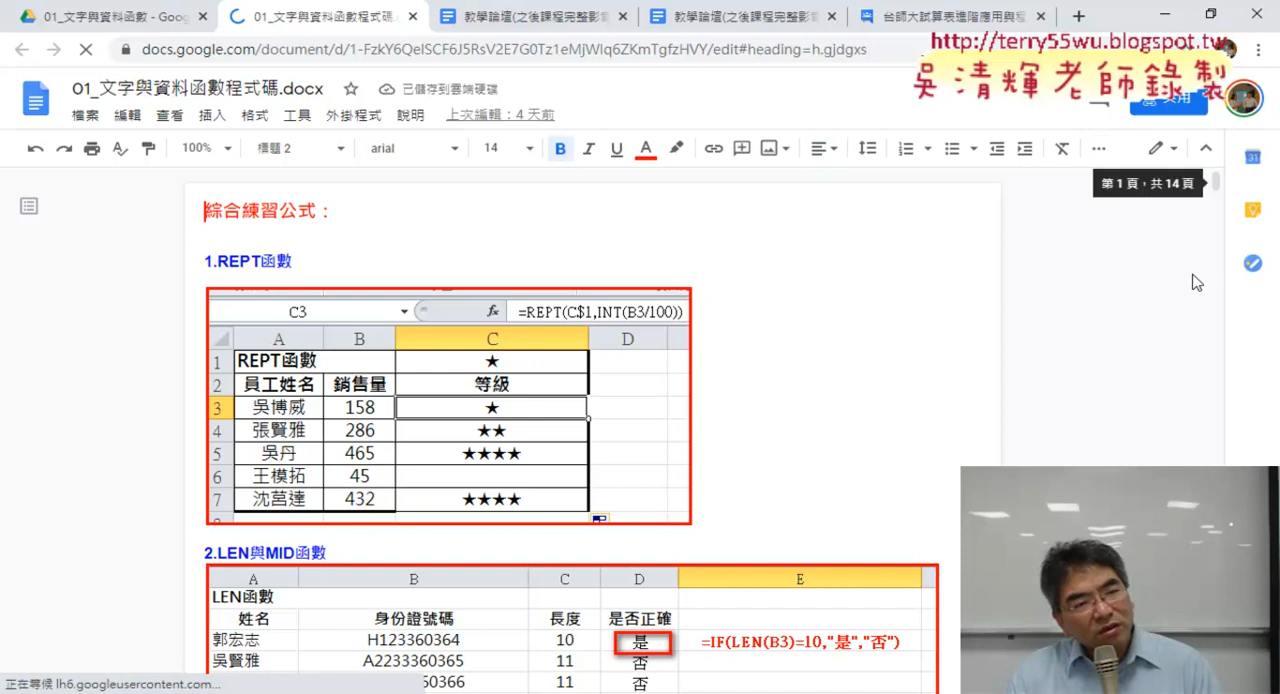 01_文字與資料函數 - Goog
01_文字與資料函數程式碼.
教學論壇(之後課程完整影
教學論壇(之後課程完整影
台師大試算表進階應用與程
docs.google.com/document/d/1-FzkY6QeISCF6J5RsV2E7G0Tz1eMjWIq6ZKmTgfzHVY/edit#heading=h.gjdgxs
http://terry55wu.blogspot.tw
吳清輝老師錄製
01_文字與資料函數程式碼.docx
已儲存到雲端硬碟
檔案 編輯 查看 插入 格式 工具 外掛程式 說明 上次編輯：4 天前
100% 標題 2 arial 14 B I U A
第 1 頁，共 14 頁
31
綜合練習公式：
1.REPT函數
C3 fx =REPT(C$1,INT(B3/100))
A B C D
1 REPT函數 ★
2 員工姓名 銷售量 等級
3 吳博威 158 ★
4 張賢雅 286 ★★
5 吳丹 465 ★★★★
6 王模拓 45
7 沈莒達 432 ★★★★
2.LEN與MID函數
A B C D E
LEN函數
姓名 身份證號碼 長度 是否正確
郭宏志 H123360364 10 是 =IF(LEN(B3)=10,"是","否")
吳賢雅 A2233360365 11 否
60366 11 否
正在等候 lh6.googleusercontent.com...